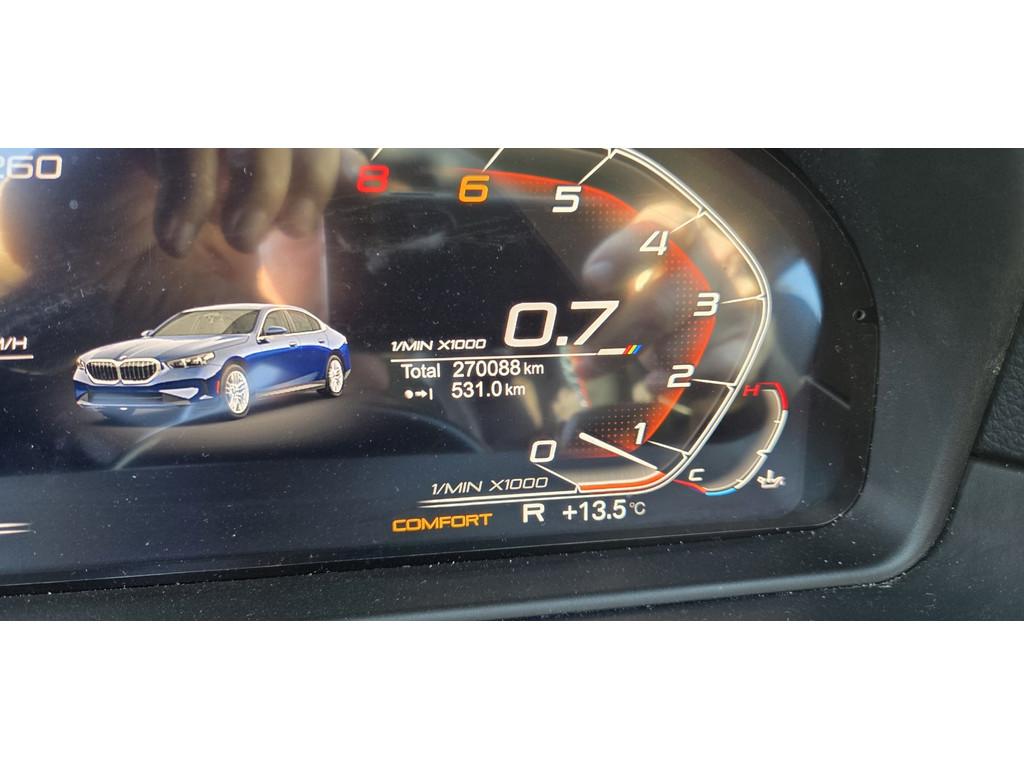 260
8 6 5
4
3
2
1
0
M/H
0.7
1/MIN X1000
Total 270088 km
531.0 km
H
C
1/MIN X1000
COMFORT R +13.5°C